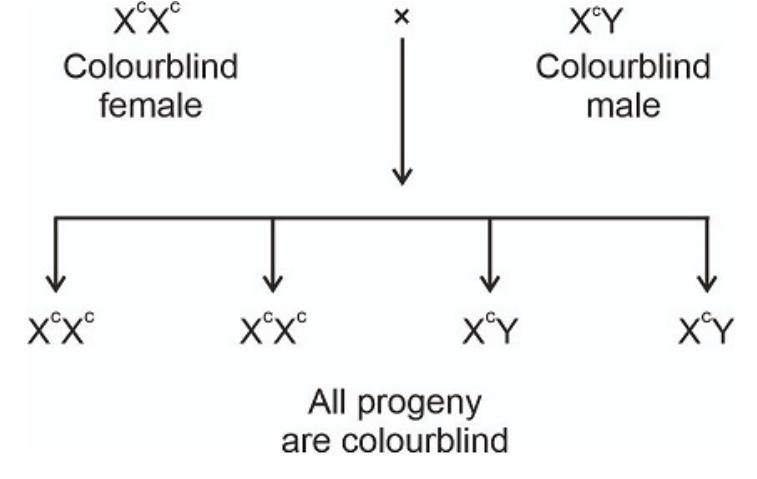 XᶜXᶜ × XᶜY
Colourblind Colourblind
female male
XᶜXᶜ XᶜXᶜ XᶜY XᶜY
All progeny
are colourblind